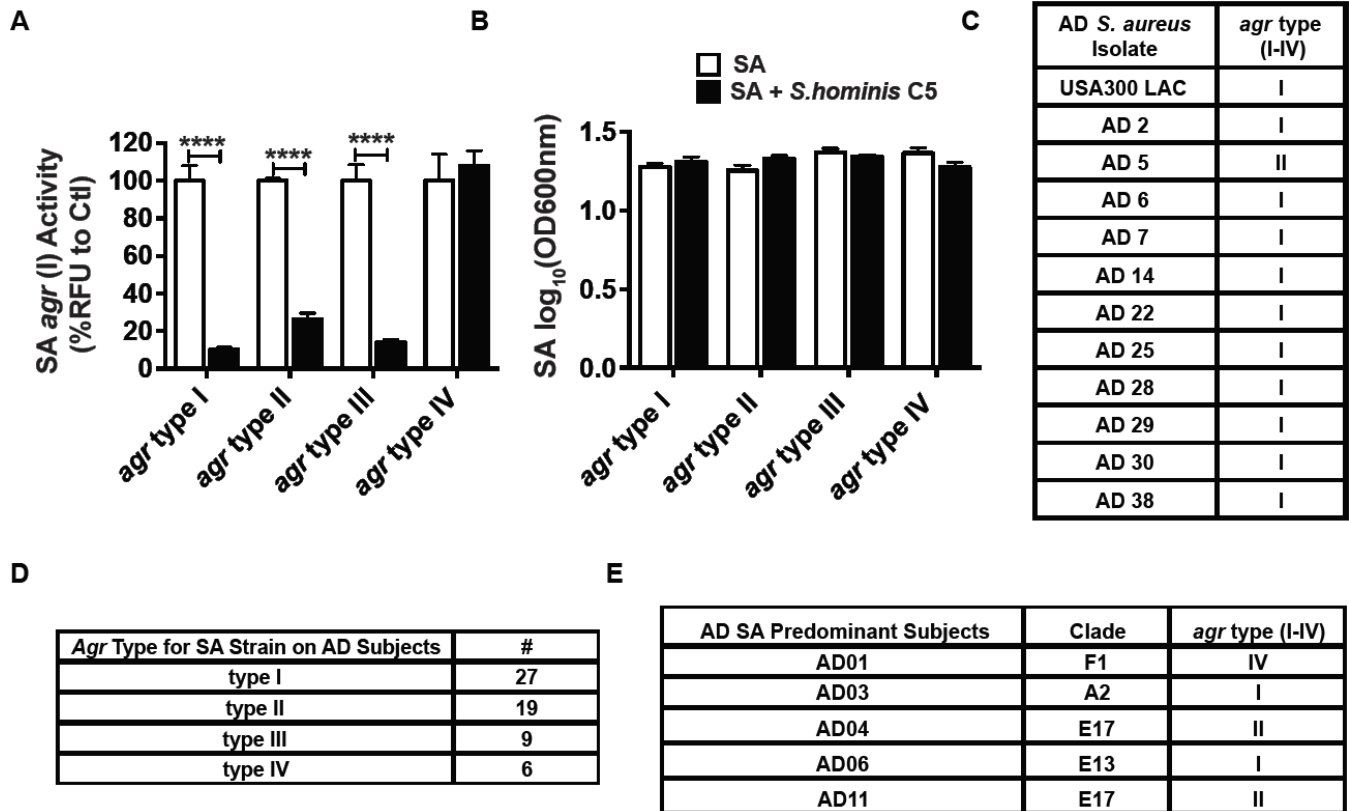 A
B
C
SA
SA + S.hominis C5
SA agr (I) Activity
(%RFU to Ctl)
120
100
80
60
40
20
0
****
****
****
agr type I
agr type II
agr type III
agr type IV
SA log10(OD600nm)
1.5
1.0
0.5
0.0
agr type I
agr type II
agr type III
agr type IV
AD S. aureus Isolate agr type (I-IV)
USA300 LAC I
AD 2 I
AD 5 II
AD 6 I
AD 7 I
AD 14 I
AD 22 I
AD 25 I
AD 28 I
AD 29 I
AD 30 I
AD 38 I
D
Agr Type for SA Strain on AD Subjects #
type I 27
type II 19
type III 9
type IV 6
E
AD SA Predominant Subjects Clade agr type (I-IV)
AD01 F1 IV
AD03 A2 I
AD04 E17 II
AD06 E13 I
AD11 E17 II